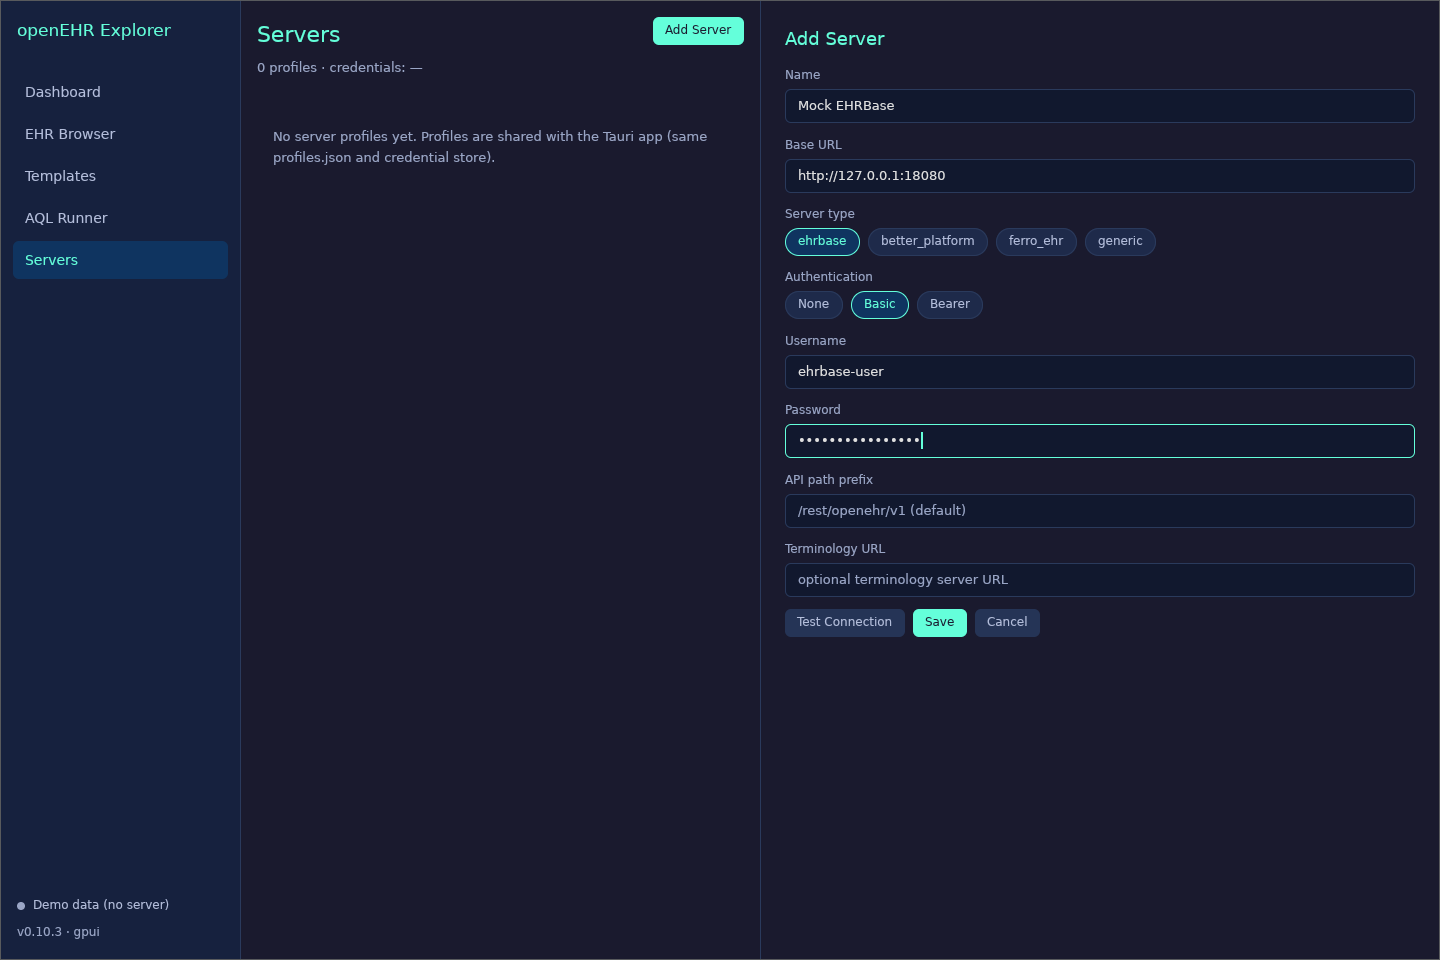 openEHR Explorer
Dashboard
EHR Browser
Templates
AQL Runner
Servers
Demo data (no server)
v0.10.3 · gpui
Servers
Add Server
0 profiles · credentials: —
No server profiles yet. Profiles are shared with the Tauri app (same
profiles.json and credential store).
Add Server
Name
Mock EHRBase
Base URL
http://127.0.0.1:18080
Server type
ehrbase better_platform ferro_ehr generic
Authentication
None Basic Bearer
Username
ehrbase-user
Password
••••••••••••••••
API path prefix
/rest/openehr/v1 (default)
Terminology URL
optional terminology server URL
Test Connection Save Cancel